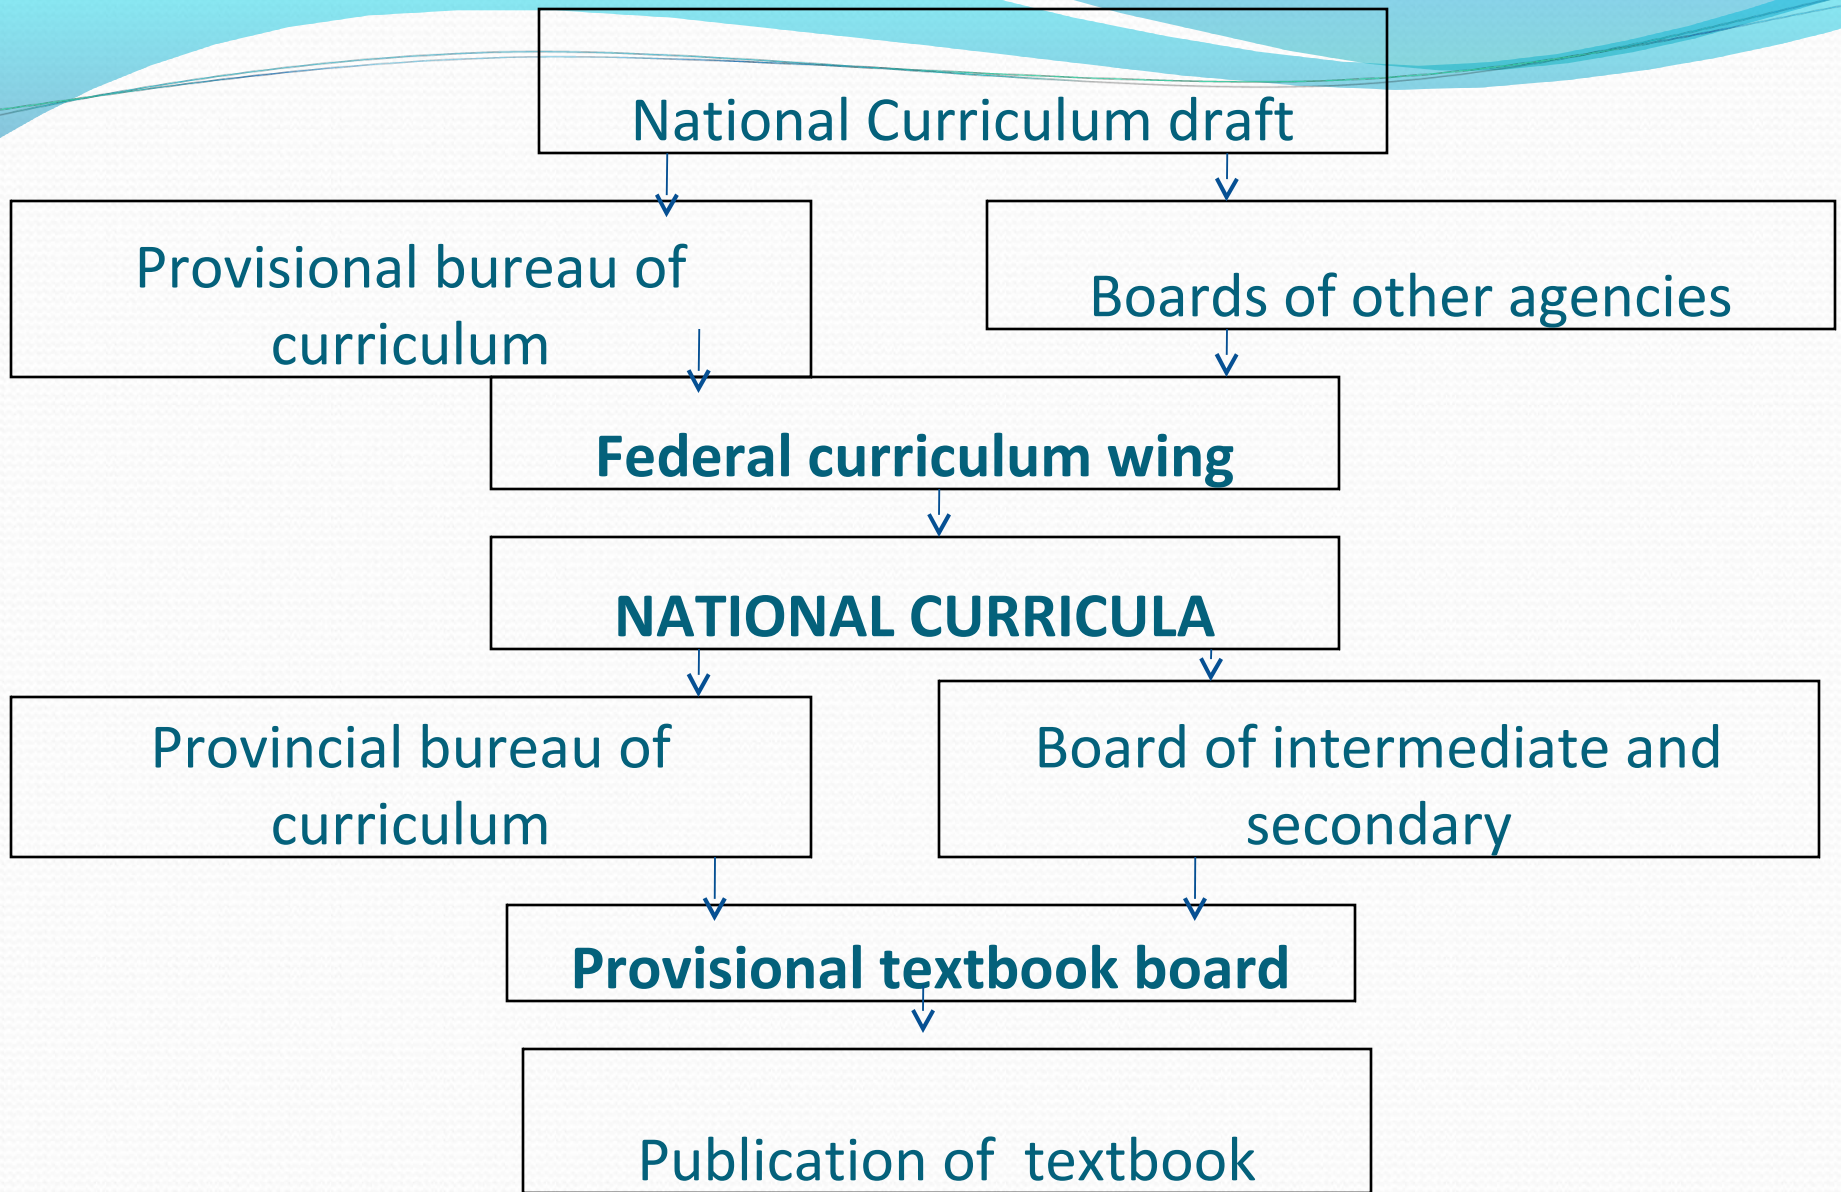 National Curriculum draft
Provisional bureau of
curriculum
Boards of other agencies
Federal curriculum wing
NATIONAL CURRICULA
Provincial bureau of
curriculum
Board of intermediate and
secondary
Provisional textbook board
Publication of  textbook